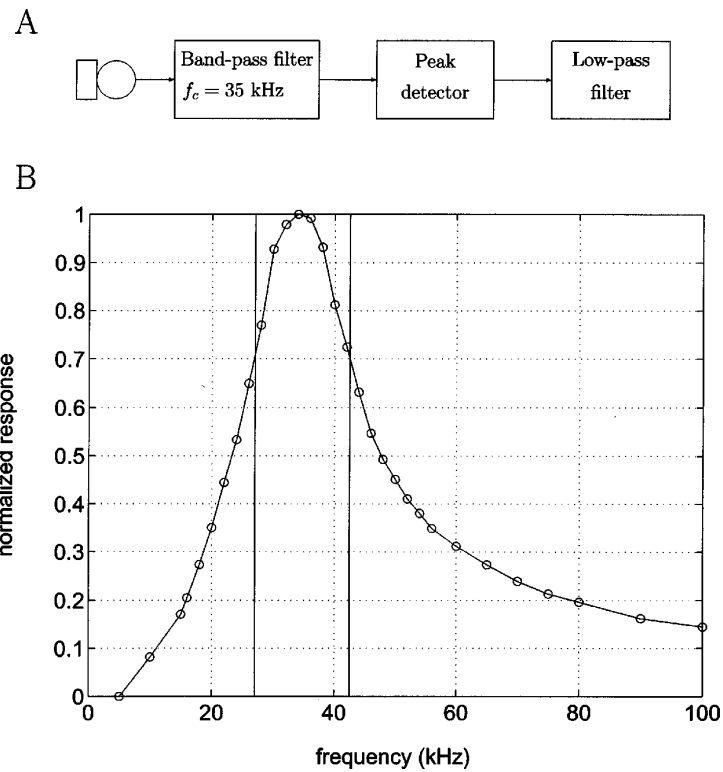 A
Band-pass filter
f_c = 35 kHz
Peak
detector
Low-pass
filter
B
normalized response
1
0.9
0.8
0.7
0.6
0.5
0.4
0.3
0.2
0.1
0
0 20 40 60 80 100
frequency (kHz)